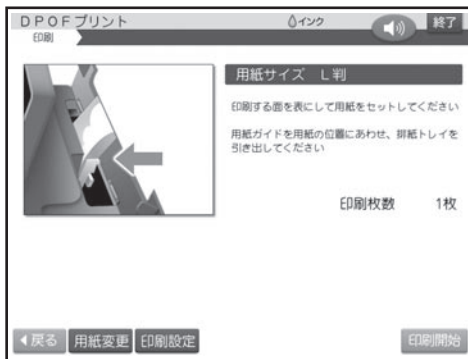 DPOFプリント
インク
終了
印刷
用紙サイズ L判
印刷する面を表にして用紙をセットしてください
用紙ガイドを用紙の位置にあわせ、排紙トレイを
引き出してください
印刷枚数 1枚
戻る 用紙変更 印刷設定 印刷開始